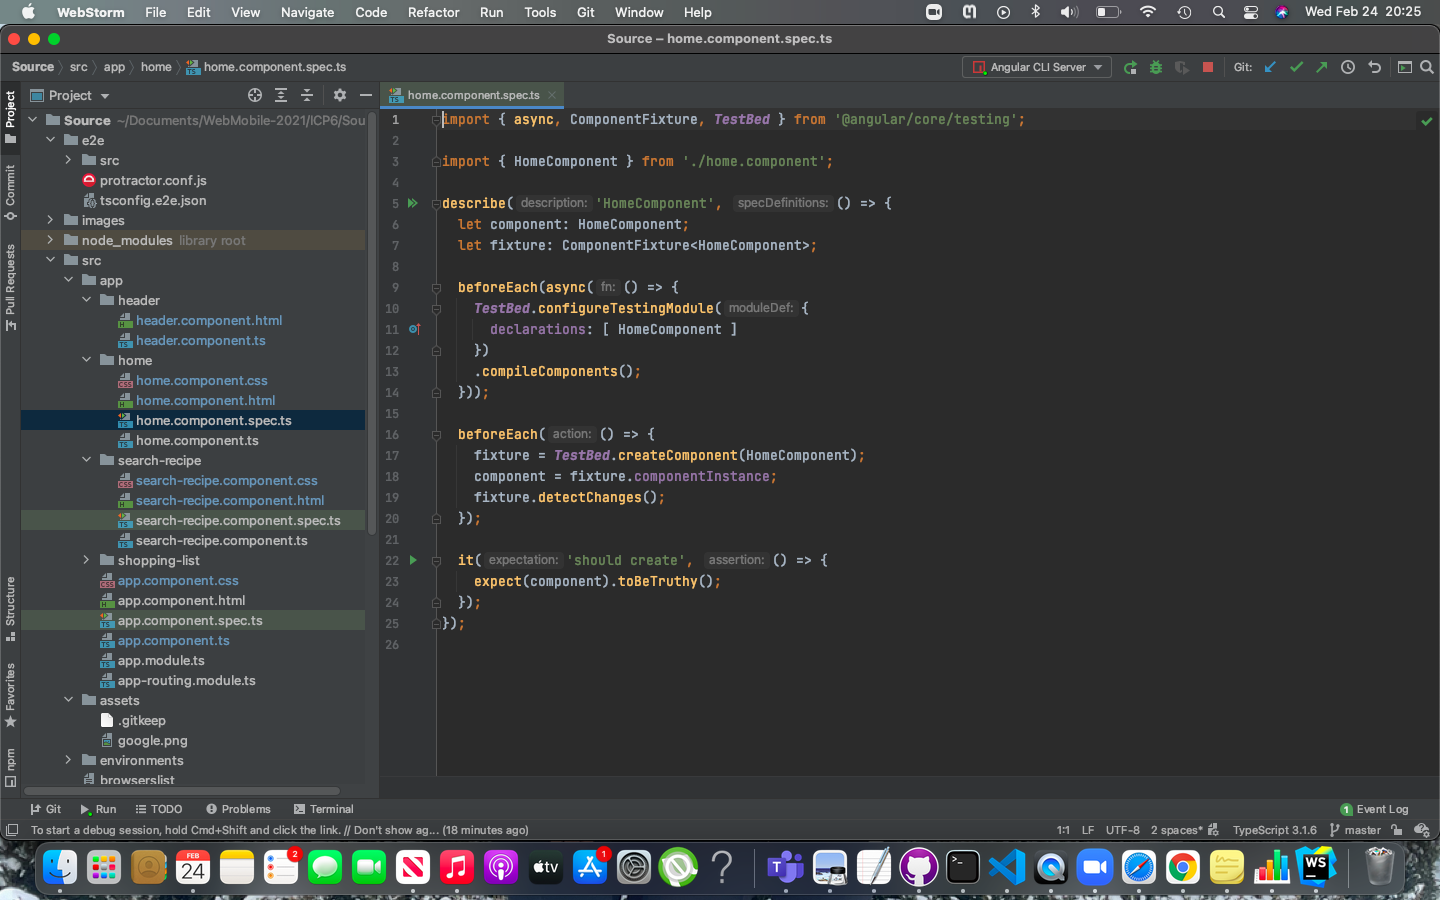 WebStorm File Edit View Navigate Code Refactor Run Tools Git Window Help Wed Feb 24 20:25
Source – home.component.spec.ts
Source src app home home.component.spec.ts Angular CLI Server Git:
Project
home.component.spec.ts
Project
Commit
Pull Requests
Structure
Favorites
npm
Source ~/Documents/WebMobile-2021/ICP6/Sou
e2e
src
protractor.conf.js
tsconfig.e2e.json
images
node_modules library root
src
app
header
header.component.html
header.component.ts
home
home.component.css
home.component.html
home.component.spec.ts
home.component.ts
search-recipe
search-recipe.component.css
search-recipe.component.html
search-recipe.component.spec.ts
search-recipe.component.ts
shopping-list
app.component.css
app.component.html
app.component.spec.ts
app.component.ts
app.module.ts
app-routing.module.ts
assets
.gitkeep
google.png
environments
browserslist
1 import { async, ComponentFixture, TestBed } from '@angular/core/testing';
2
3 import { HomeComponent } from './home.component';
4
5 describe( description: 'HomeComponent', specDefinitions: () => {
6 let component: HomeComponent;
7 let fixture: ComponentFixture<HomeComponent>;
8
9 beforeEach(async( fn: () => {
10 TestBed.configureTestingModule( moduleDef: {
11 declarations: [ HomeComponent ]
12 })
13 .compileComponents();
14 }));
15
16 beforeEach( action: () => {
17 fixture = TestBed.createComponent(HomeComponent);
18 component = fixture.componentInstance;
19 fixture.detectChanges();
20 });
21
22 it( expectation: 'should create', assertion: () => {
23 expect(component).toBeTruthy();
24 });
25 });
26
Git Run TODO Problems Terminal 1 Event Log
To start a debug session, hold Cmd+Shift and click the link. // Don't show ag... (18 minutes ago) 1:1 LF UTF-8 2 spaces* TypeScript 3.1.6 master
FEB
24
2
tv
1
WS